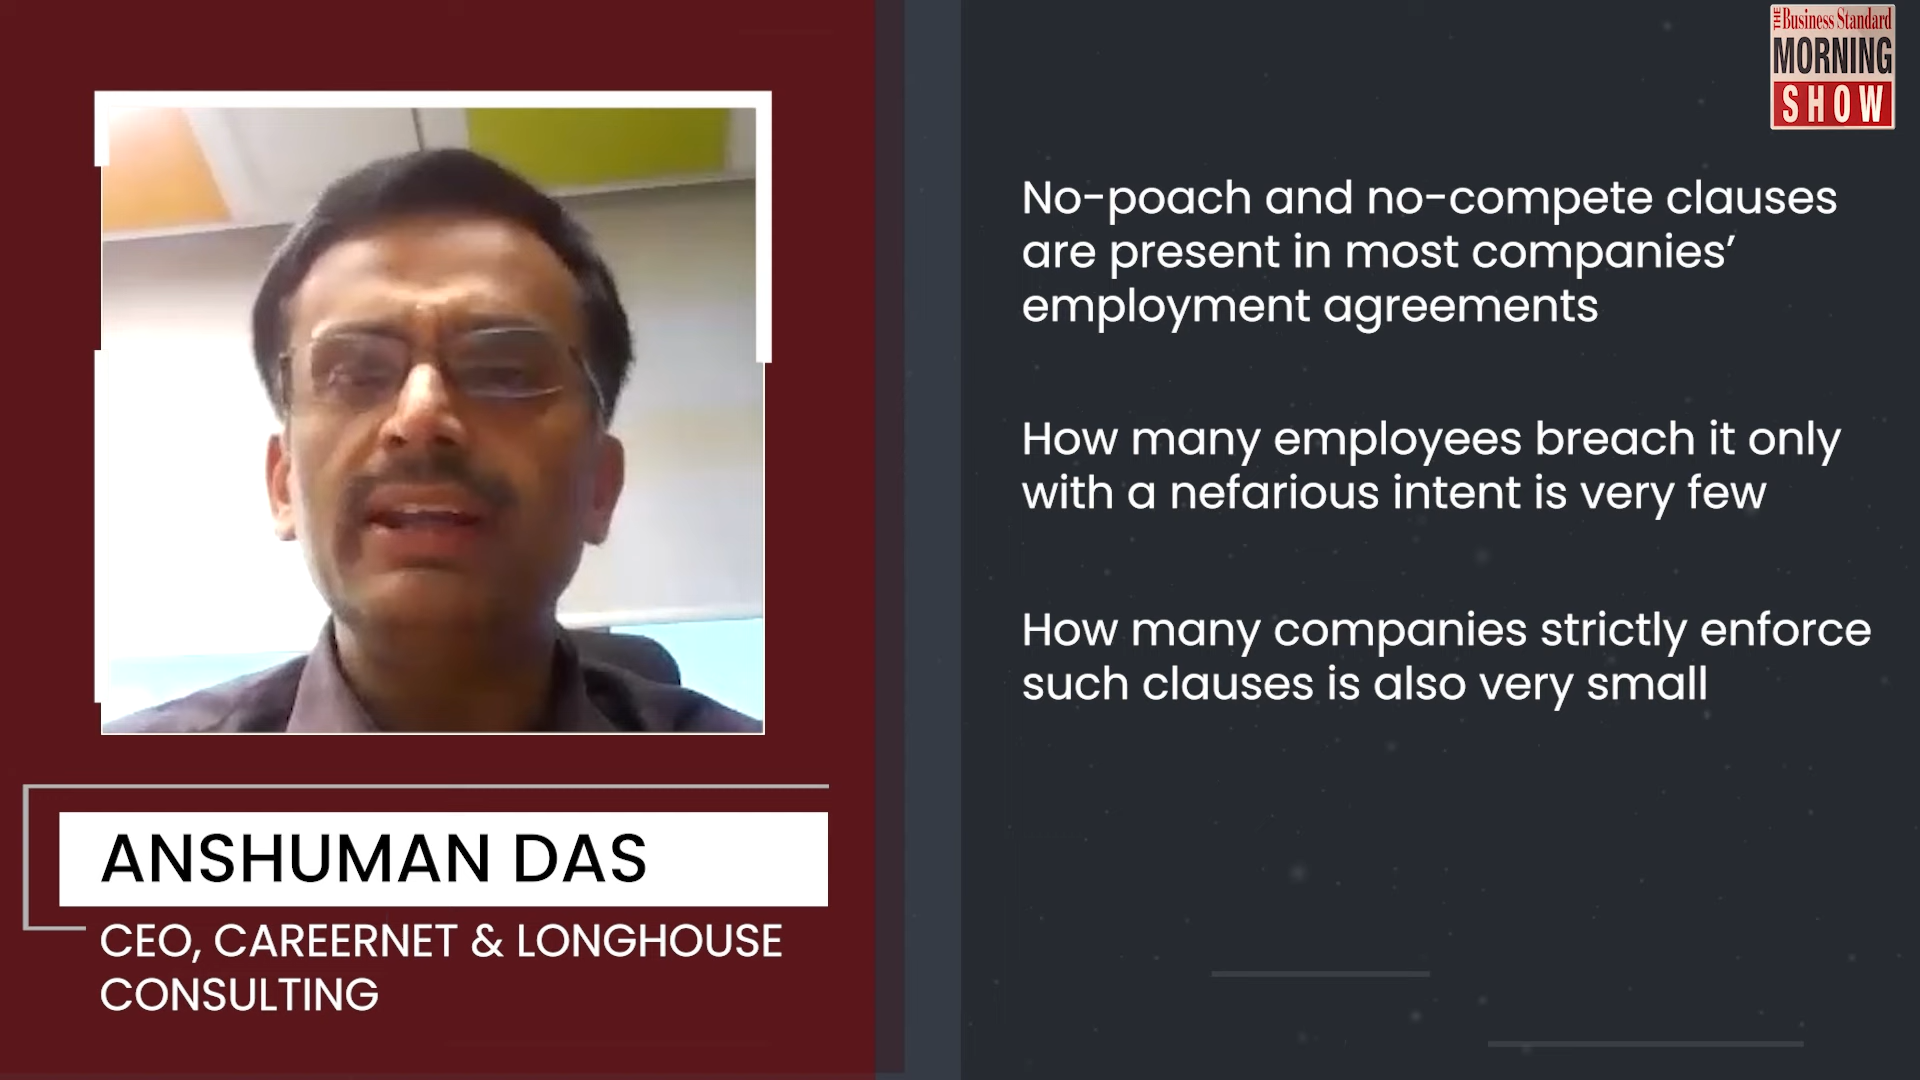 THE Business Standard
MORNING
SHOW
No-poach and no-compete clauses
are present in most companies’
employment agreements
How many employees breach it only
with a nefarious intent is very few
How many companies strictly enforce
such clauses is also very small
ANSHUMAN DAS
CEO, CAREERNET & LONGHOUSE
CONSULTING